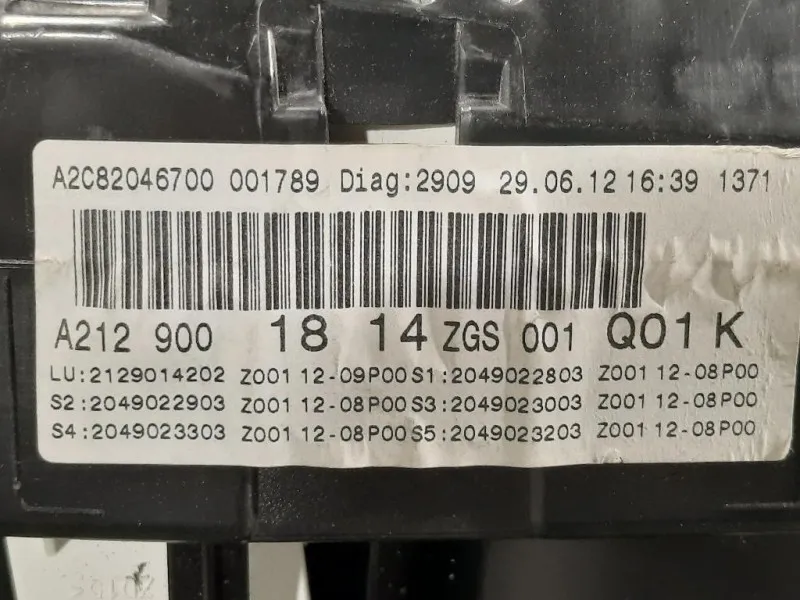 A2C82046700 001789 Diag:2909 29.06.12 16:39 1371
A212 900 18 14 ZGS 001 Q01 K
LU:2129014202 Z001 12-09P00 S1:2049022803 Z001 12-08P00
S2:2049022903 Z001 12-08P00 S3:2049023003 Z001 12-08P00
S4:2049023303 Z001 12-08P00 S5:2049023203 Z001 12-08P00